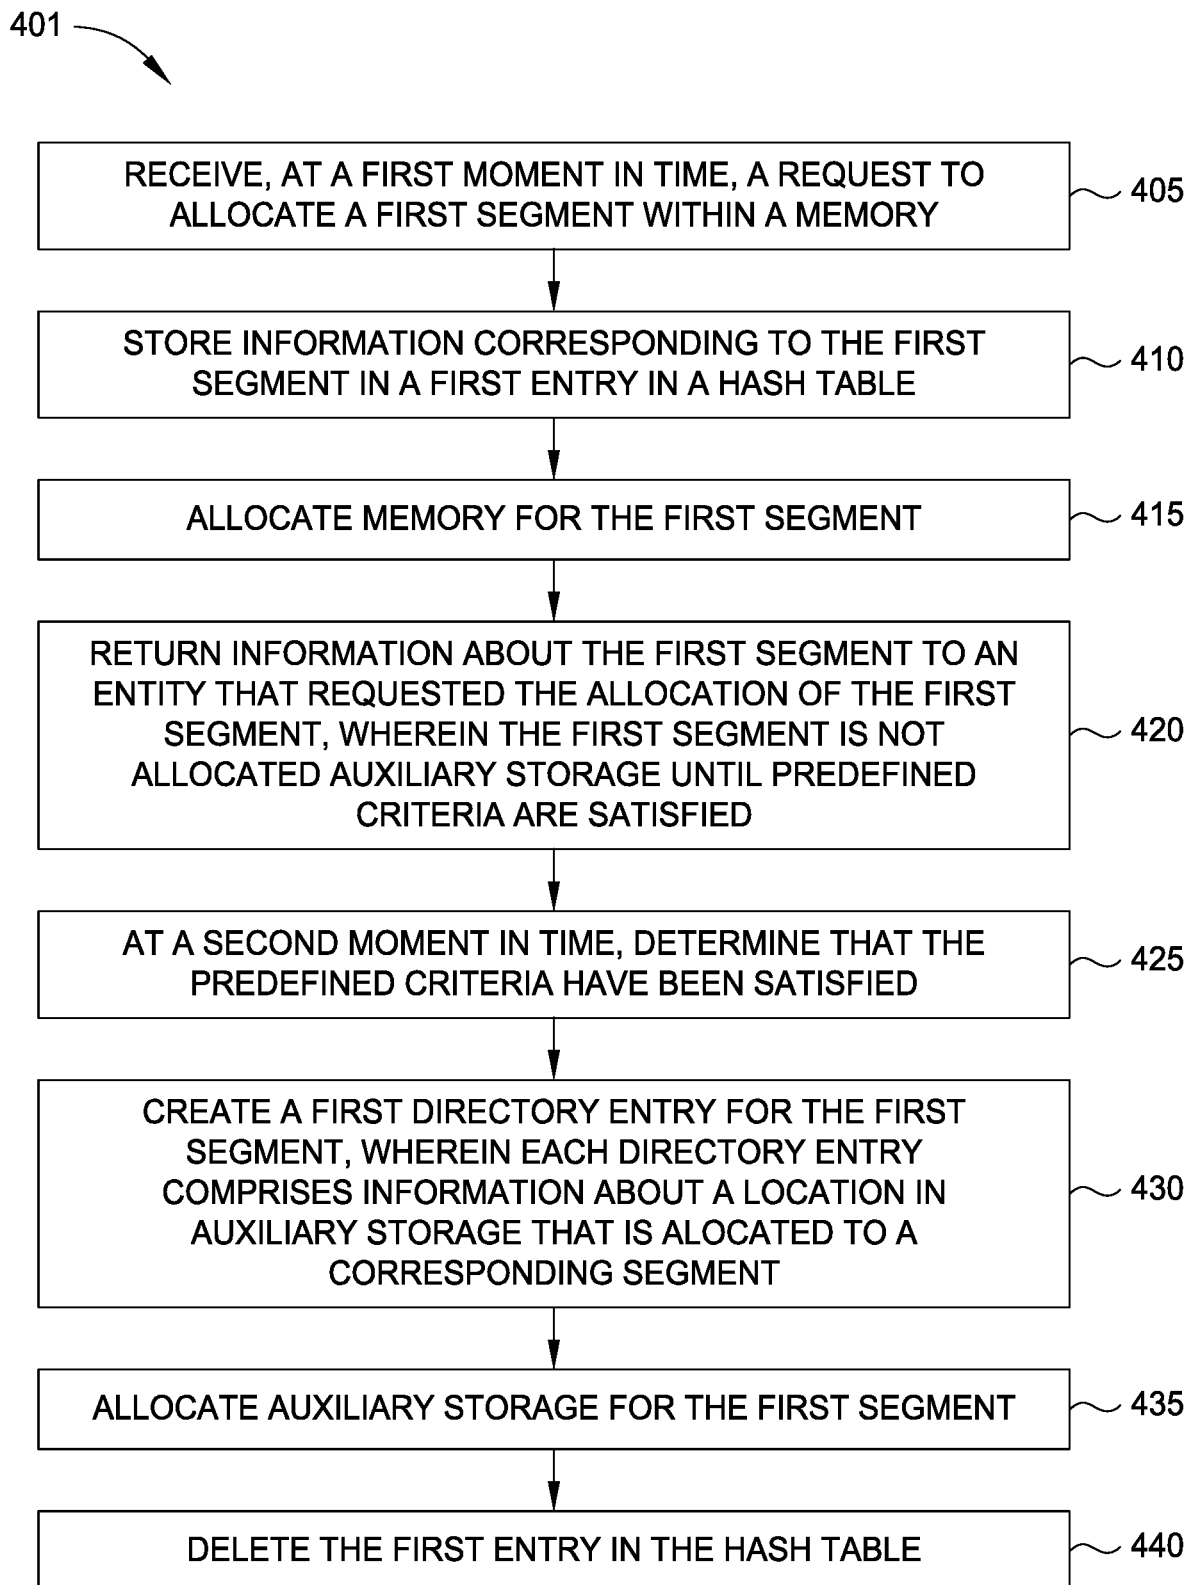 401
RECEIVE, AT A FIRST MOMENT IN TIME, A REQUEST TO
ALLOCATE A FIRST SEGMENT WITHIN A MEMORY
405
STORE INFORMATION CORRESPONDING TO THE FIRST
SEGMENT IN A FIRST ENTRY IN A HASH TABLE
410
ALLOCATE MEMORY FOR THE FIRST SEGMENT
415
RETURN INFORMATION ABOUT THE FIRST SEGMENT TO AN
ENTITY THAT REQUESTED THE ALLOCATION OF THE FIRST
SEGMENT, WHEREIN THE FIRST SEGMENT IS NOT
ALLOCATED AUXILIARY STORAGE UNTIL PREDEFINED
CRITERIA ARE SATISFIED
420
AT A SECOND MOMENT IN TIME, DETERMINE THAT THE
PREDEFINED CRITERIA HAVE BEEN SATISFIED
425
CREATE A FIRST DIRECTORY ENTRY FOR THE FIRST
SEGMENT, WHEREIN EACH DIRECTORY ENTRY
COMPRISES INFORMATION ABOUT A LOCATION IN
AUXILIARY STORAGE THAT IS ALOCATED TO A
CORRESPONDING SEGMENT
430
ALLOCATE AUXILIARY STORAGE FOR THE FIRST SEGMENT
435
DELETE THE FIRST ENTRY IN THE HASH TABLE
440